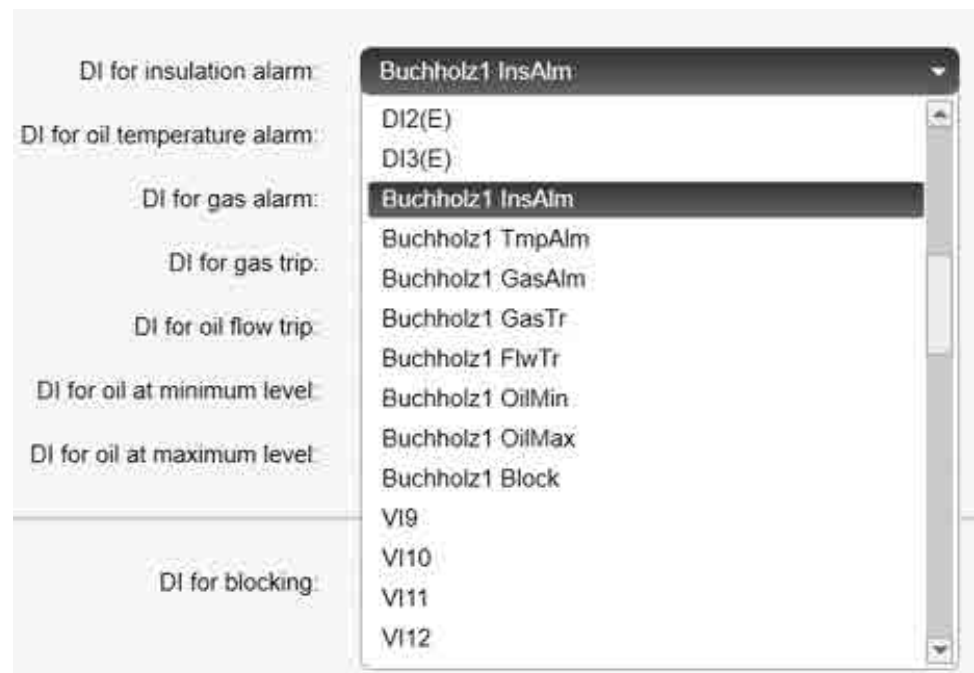 DI for insulation alarm:
Buchholz1 InsAlm
DI for oil temperature alarm:
DI for gas alarm:
DI for gas trip:
DI for oil flow trip:
DI for oil at minimum level:
DI for oil at maximum level:
DI for blocking:
DI2(E)
DI3(E)
Buchholz1 InsAlm
Buchholz1 TmpAlm
Buchholz1 GasAlm
Buchholz1 GasTr
Buchholz1 FlwTr
Buchholz1 OilMin
Buchholz1 OilMax
Buchholz1 Block
VI9
VI10
VI11
VI12